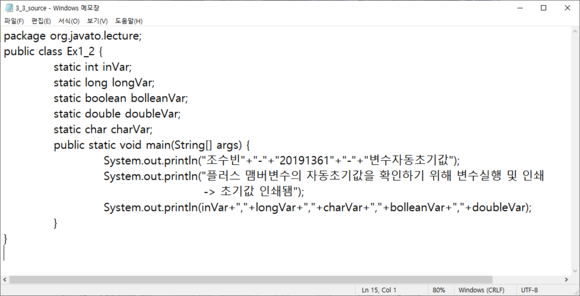 3_3_source - Windows 메모장
파일(F) 편집(E) 서식(O) 보기(V) 도움말(H)
package org.javato.lecture;
public class Ex1_2 {
static int inVar;
static long longVar;
static boolean bolleanVar;
static double doubleVar;
static char charVar;
public static void main(String[] args) {
System.out.println("조수빈"+"-"+"20191361"+"-"+"변수자동초기값");
System.out.println("플러스 맴버변수의 자동초기값을 확인하기 위해 변수실행 및 인쇄
-> 초기값 인쇄됌");
System.out.println(inVar+","+longVar+","+charVar+","+bolleanVar+","+doubleVar);
}
}
Ln 15, Col 1 80% Windows (CRLF) UTF-8